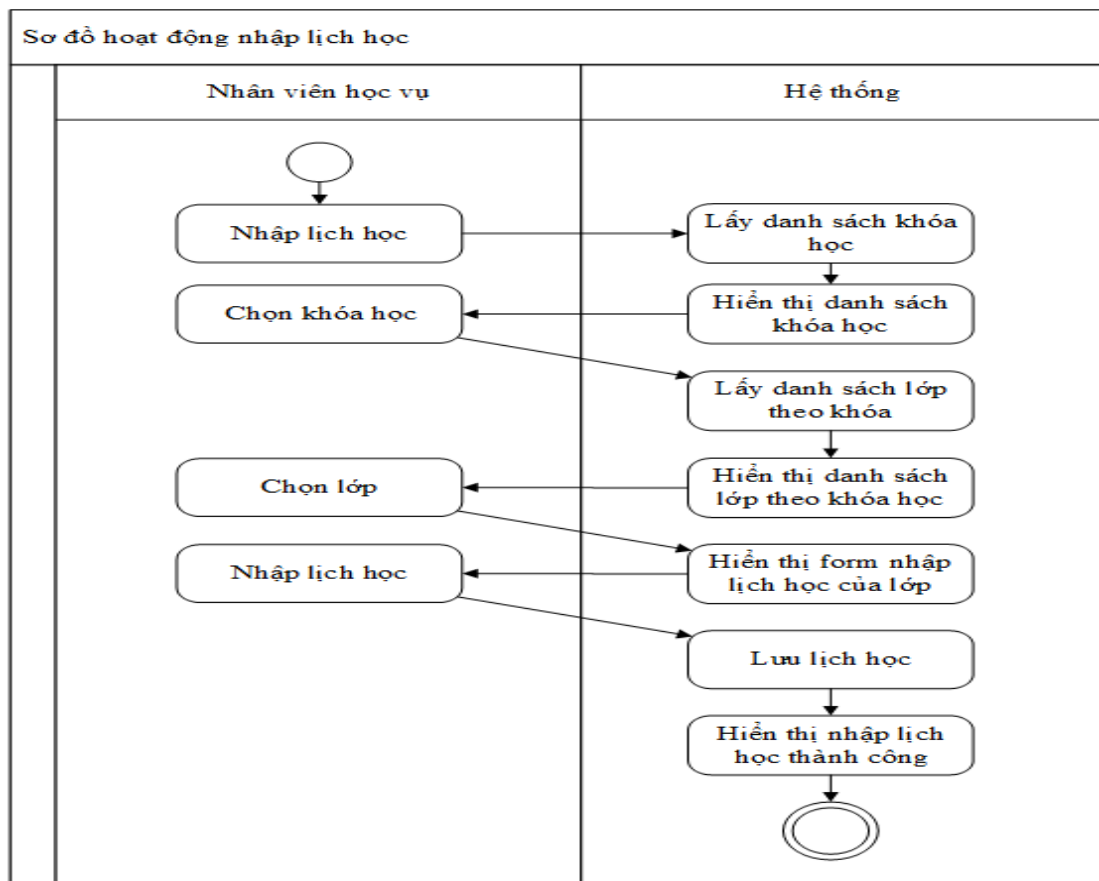 Sơ đồ hoạt động nhập lịch học
Nhân viên học vụ
Hệ thống
Nhập lịch học
Lấy danh sách khóa
học
Chọn khóa học
Hiển thị danh sách
khóa học
Lấy danh sách lớp
theo khóa
Chọn lớp
Hiển thị danh sách
lớp theo khóa học
Nhập lịch học
Hiển thị form nhập
lịch học của lớp
Lưu lịch học
Hiển thị nhập lịch
học thành công